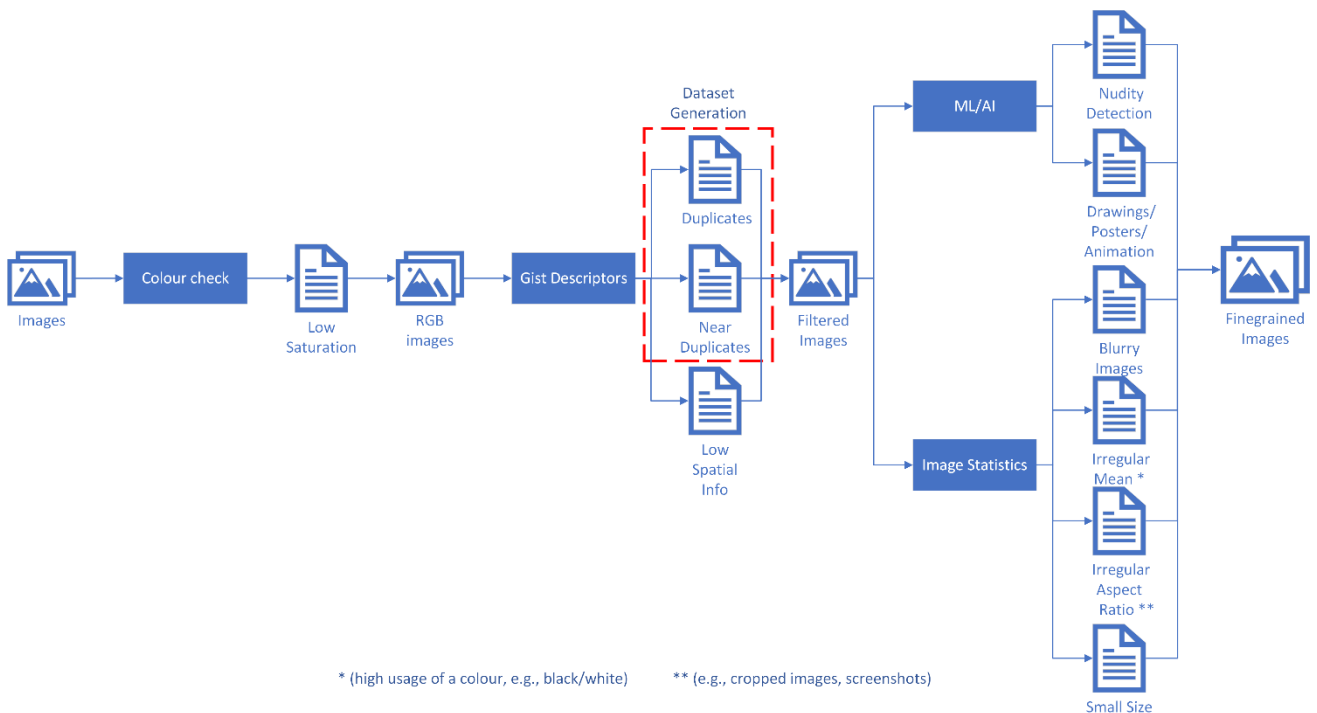 Images
Colour check
Low
Saturation
RGB
images
Gist Descriptors
Dataset
Generation
Duplicates
Near
Duplicates
Low
Spatial
Info
Filtered
Images
ML/AI
Image Statistics
Nudity
Detection
Drawings/
Posters/
Animation
Blurry
Images
Irregular
Mean *
Irregular
Aspect
Ratio **
Small Size
Finegrained
Images
* (high usage of a colour, e.g., black/white)
** (e.g., cropped images, screenshots)